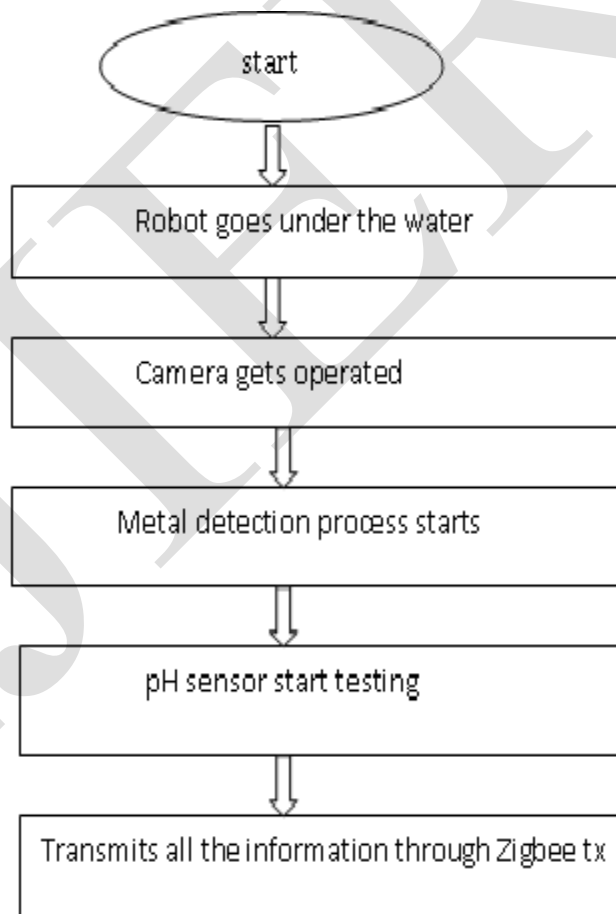 start
Robot goes under the water
Camera gets operated
Metal detection process starts
pH sensor start testing
Transmits all the information through Zigbee tx